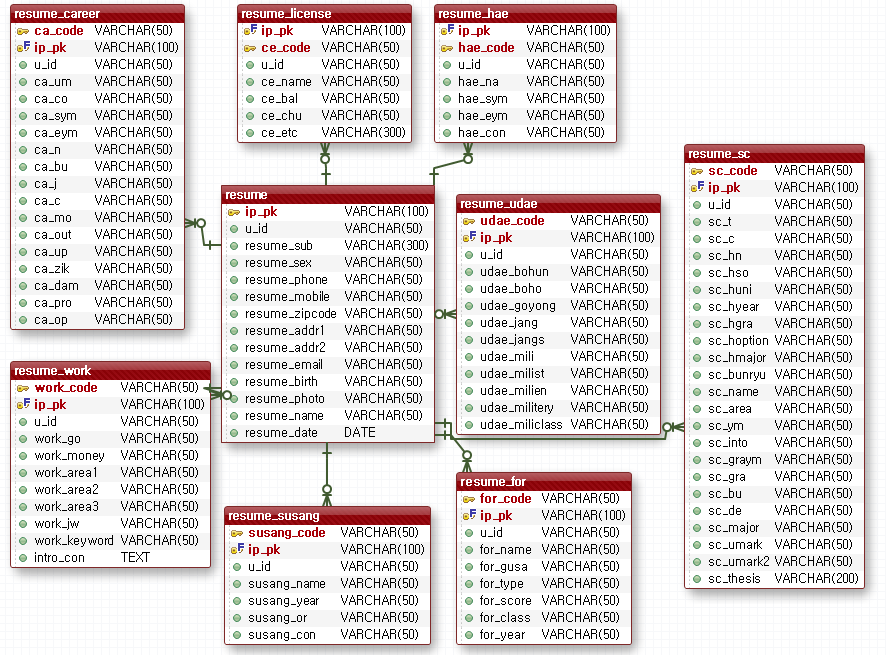 resume_career
ca_code VARCHAR(50)
ip_pk VARCHAR(100)
u_id VARCHAR(50)
ca_um VARCHAR(50)
ca_co VARCHAR(50)
ca_sym VARCHAR(50)
ca_eym VARCHAR(50)
ca_n VARCHAR(50)
ca_bu VARCHAR(50)
ca_j VARCHAR(50)
ca_c VARCHAR(50)
ca_mo VARCHAR(50)
ca_out VARCHAR(50)
ca_up VARCHAR(50)
ca_zik VARCHAR(50)
ca_dam VARCHAR(50)
ca_pro VARCHAR(50)
ca_op VARCHAR(50)
resume_license
ip_pk VARCHAR(100)
ce_code VARCHAR(50)
u_id VARCHAR(50)
ce_name VARCHAR(50)
ce_bal VARCHAR(50)
ce_chu VARCHAR(50)
ce_etc VARCHAR(300)
resume_hae
ip_pk VARCHAR(100)
hae_code VARCHAR(50)
u_id VARCHAR(50)
hae_na VARCHAR(50)
hae_sym VARCHAR(50)
hae_eym VARCHAR(50)
hae_con VARCHAR(50)
resume
ip_pk VARCHAR(100)
u_id VARCHAR(50)
resume_sub VARCHAR(300)
resume_sex VARCHAR(50)
resume_phone VARCHAR(50)
resume_mobile VARCHAR(50)
resume_zipcode VARCHAR(50)
resume_addr1 VARCHAR(50)
resume_addr2 VARCHAR(50)
resume_email VARCHAR(50)
resume_birth VARCHAR(50)
resume_photo VARCHAR(50)
resume_name VARCHAR(50)
resume_date DATE
resume_udae
udae_code VARCHAR(50)
ip_pk VARCHAR(100)
u_id VARCHAR(50)
udae_bohun VARCHAR(50)
udae_boho VARCHAR(50)
udae_goyong VARCHAR(50)
udae_jang VARCHAR(50)
udae_jangs VARCHAR(50)
udae_mili VARCHAR(50)
udae_milist VARCHAR(50)
udae_milien VARCHAR(50)
udae_militery VARCHAR(50)
udae_miliclass VARCHAR(50)
resume_sc
sc_code VARCHAR(50)
ip_pk VARCHAR(100)
u_id VARCHAR(50)
sc_t VARCHAR(50)
sc_c VARCHAR(50)
sc_hn VARCHAR(50)
sc_hso VARCHAR(50)
sc_huni VARCHAR(50)
sc_hyear VARCHAR(50)
sc_hgra VARCHAR(50)
sc_hoption VARCHAR(50)
sc_hmajor VARCHAR(50)
sc_bunryu VARCHAR(50)
sc_name VARCHAR(50)
sc_area VARCHAR(50)
sc_ym VARCHAR(50)
sc_into VARCHAR(50)
sc_graym VARCHAR(50)
sc_gra VARCHAR(50)
sc_bu VARCHAR(50)
sc_de VARCHAR(50)
sc_major VARCHAR(50)
sc_umark VARCHAR(50)
sc_umark2 VARCHAR(50)
sc_thesis VARCHAR(200)
resume_work
work_code VARCHAR(50)
ip_pk VARCHAR(100)
u_id VARCHAR(50)
work_go VARCHAR(50)
work_money VARCHAR(50)
work_area1 VARCHAR(50)
work_area2 VARCHAR(50)
work_area3 VARCHAR(50)
work_jw VARCHAR(50)
work_keyword VARCHAR(50)
intro_con TEXT
resume_susang
susang_code VARCHAR(50)
ip_pk VARCHAR(100)
u_id VARCHAR(50)
susang_name VARCHAR(50)
susang_year VARCHAR(50)
susang_or VARCHAR(50)
susang_con VARCHAR(50)
resume_for
for_code VARCHAR(50)
ip_pk VARCHAR(100)
u_id VARCHAR(50)
for_name VARCHAR(50)
for_gusa VARCHAR(50)
for_type VARCHAR(50)
for_score VARCHAR(50)
for_class VARCHAR(50)
for_year VARCHAR(50)